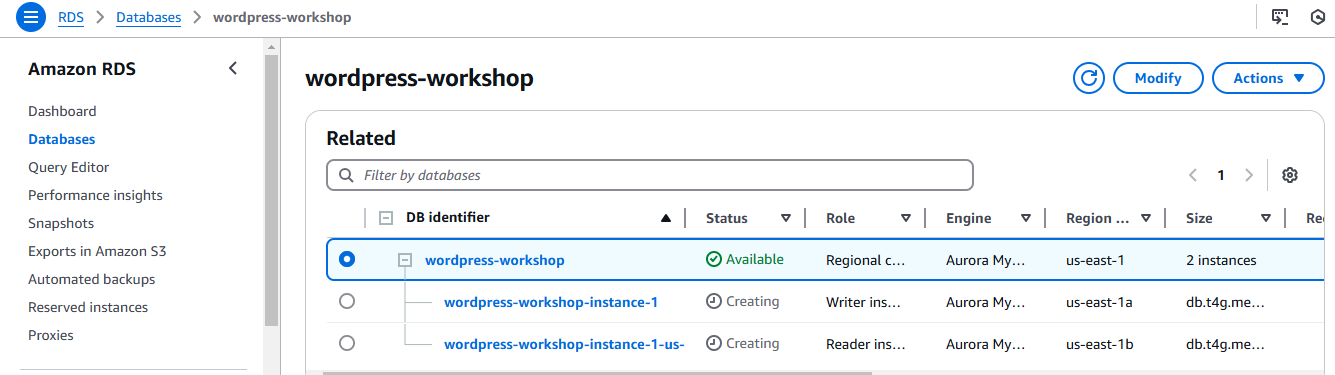 RDS > Databases > wordpress-workshop
Amazon RDS
Dashboard
Databases
Query Editor
Performance insights
Snapshots
Exports in Amazon S3
Automated backups
Reserved instances
Proxies
wordpress-workshop
Modify
Actions
Related
Filter by databases
1
DB identifier Status Role Engine Region ... Size Rec
wordpress-workshop Available Regional c... Aurora My... us-east-1 2 instances
wordpress-workshop-instance-1 Creating Writer ins... Aurora My... us-east-1a db.t4g.me...
wordpress-workshop-instance-1-us- Creating Reader ins... Aurora My... us-east-1b db.t4g.me...